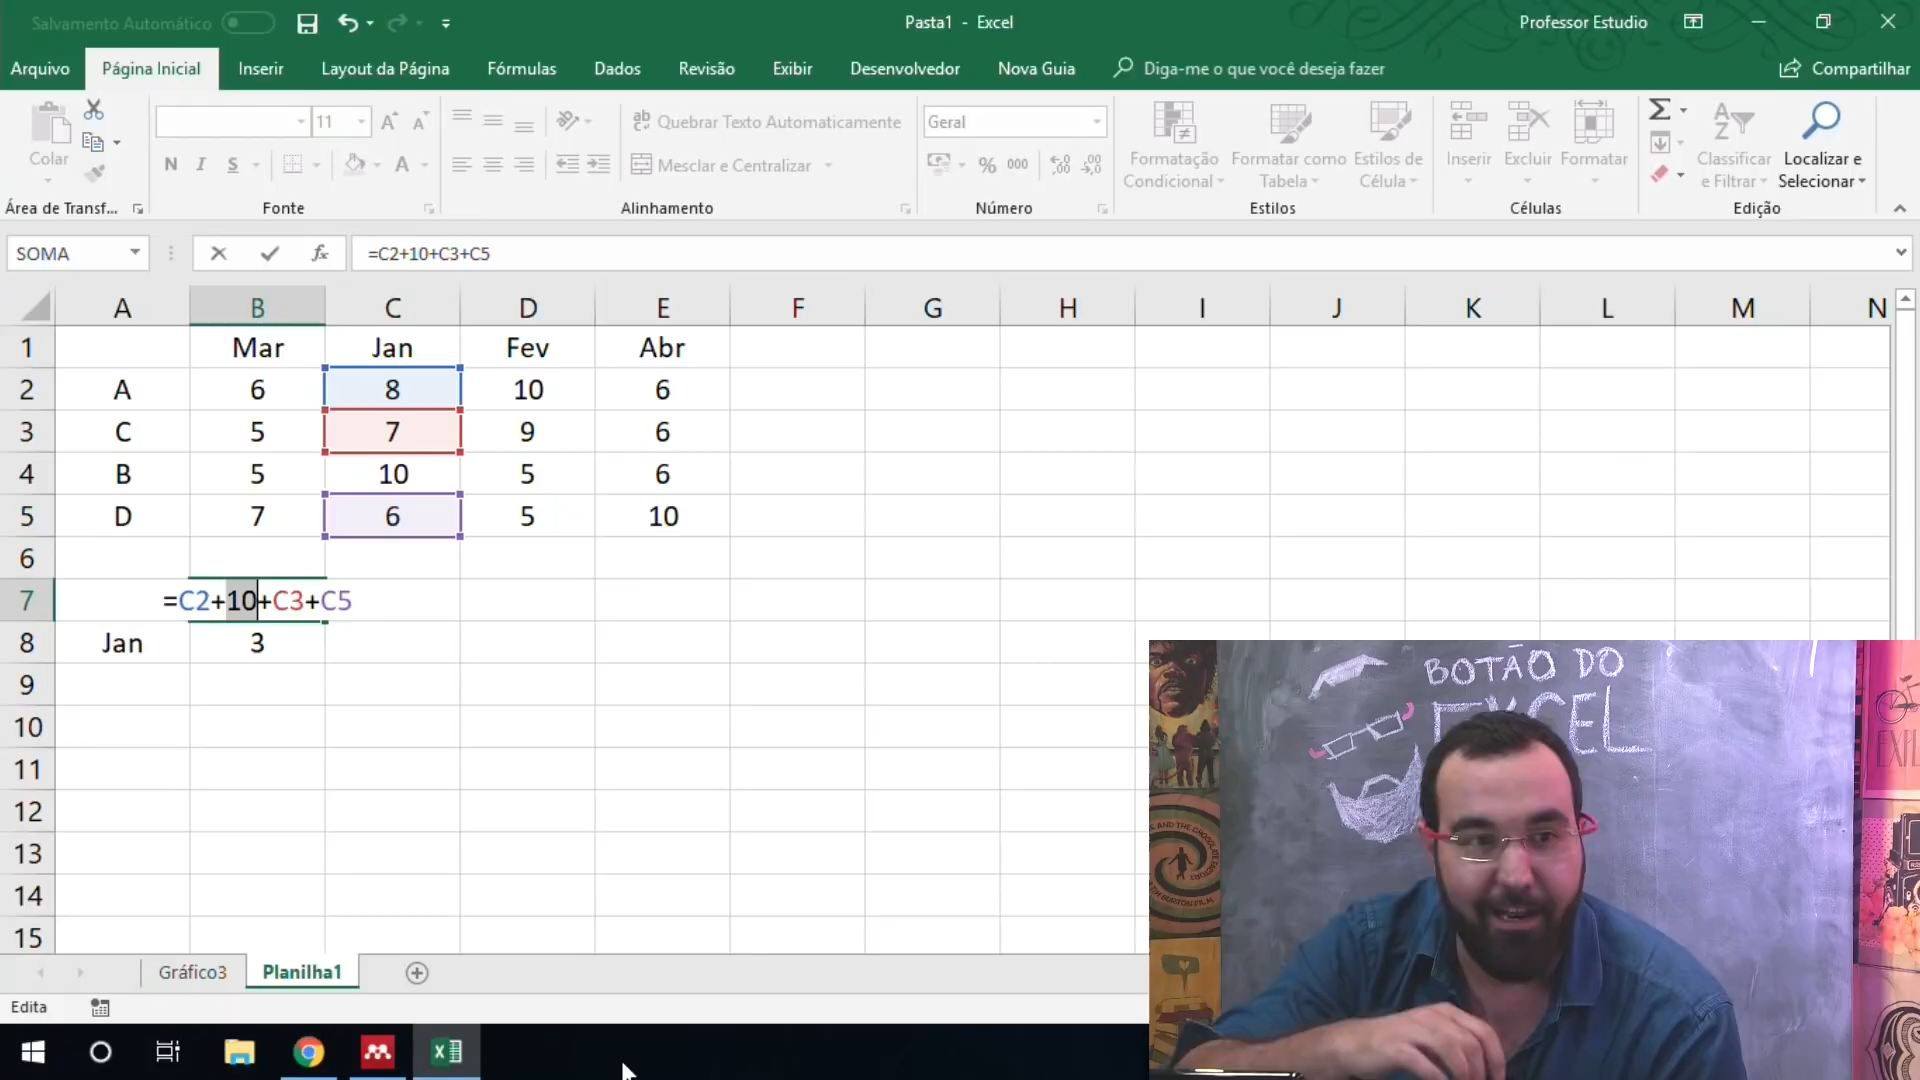 Salvamento Automático
Pasta1 - Excel
Professor Estudio
Arquivo
Página Inicial
Inserir
Layout da Página
Fórmulas
Dados
Revisão
Exibir
Desenvolvedor
Nova Guia
Diga-me o que você deseja fazer
Compartilhar
Colar
11
N I S
Quebrar Texto Automaticamente
Mesclar e Centralizar
Geral
% 000
Formatação Condicional
Formatar como Tabela
Estilos de Célula
Inserir
Excluir
Formatar
Classificar e Filtrar
Localizar e Selecionar
Área de Transf...
Fonte
Alinhamento
Número
Estilos
Células
Edição
SOMA
fx
=C2+10+C3+C5
A B C D E F G H I J K L M N
1 Mar Jan Fev Abr
2 A 6 8 10 6
3 C 5 7 9 6
4 B 5 10 5 6
5 D 7 6 5 10
6
7 =C2+10+C3+C5
8 Jan 3
9
10
11
12
13
14
15
BOTÃO DO
EXCEL
Gráfico3
Planilha1
Edita